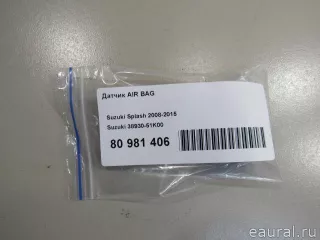 Датчик AIR BAG
Suzuki Splash 2008-2015
Suzuki 38930-51K00
80 981 406
eaural.ru